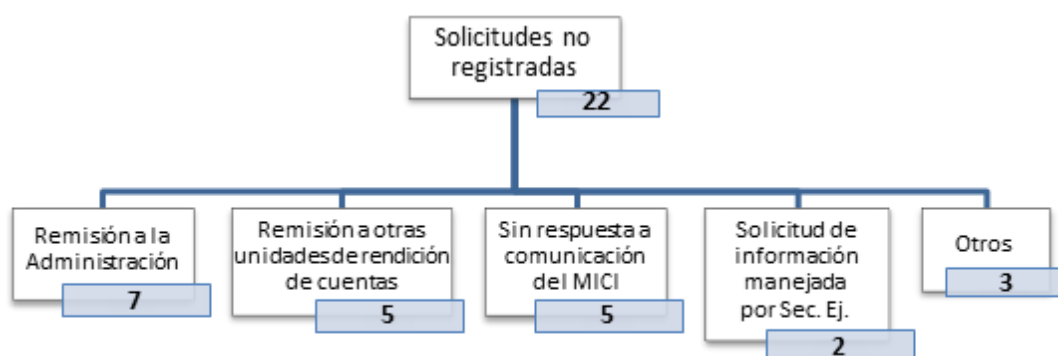 Solicitudes no
registradas
22
Remisión a la
Administración
7
Remisión a otras
unidades de rendición
de cuentas
5
Sin respuesta a
comunicación
del MICI
5
Solicitud de
información
manejada
por Sec. Ej.
2
Otros
3